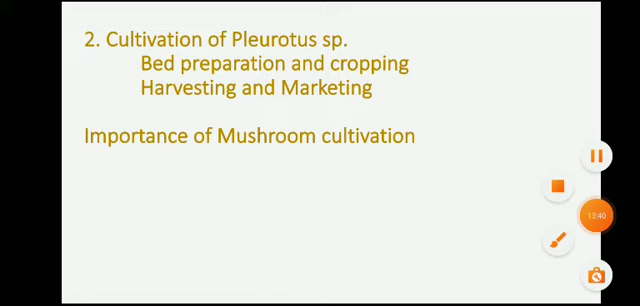 2. Cultivation of Pleurotus sp.
Bed preparation and cropping
Harvesting and Marketing
Importance of Mushroom cultivation
13:40